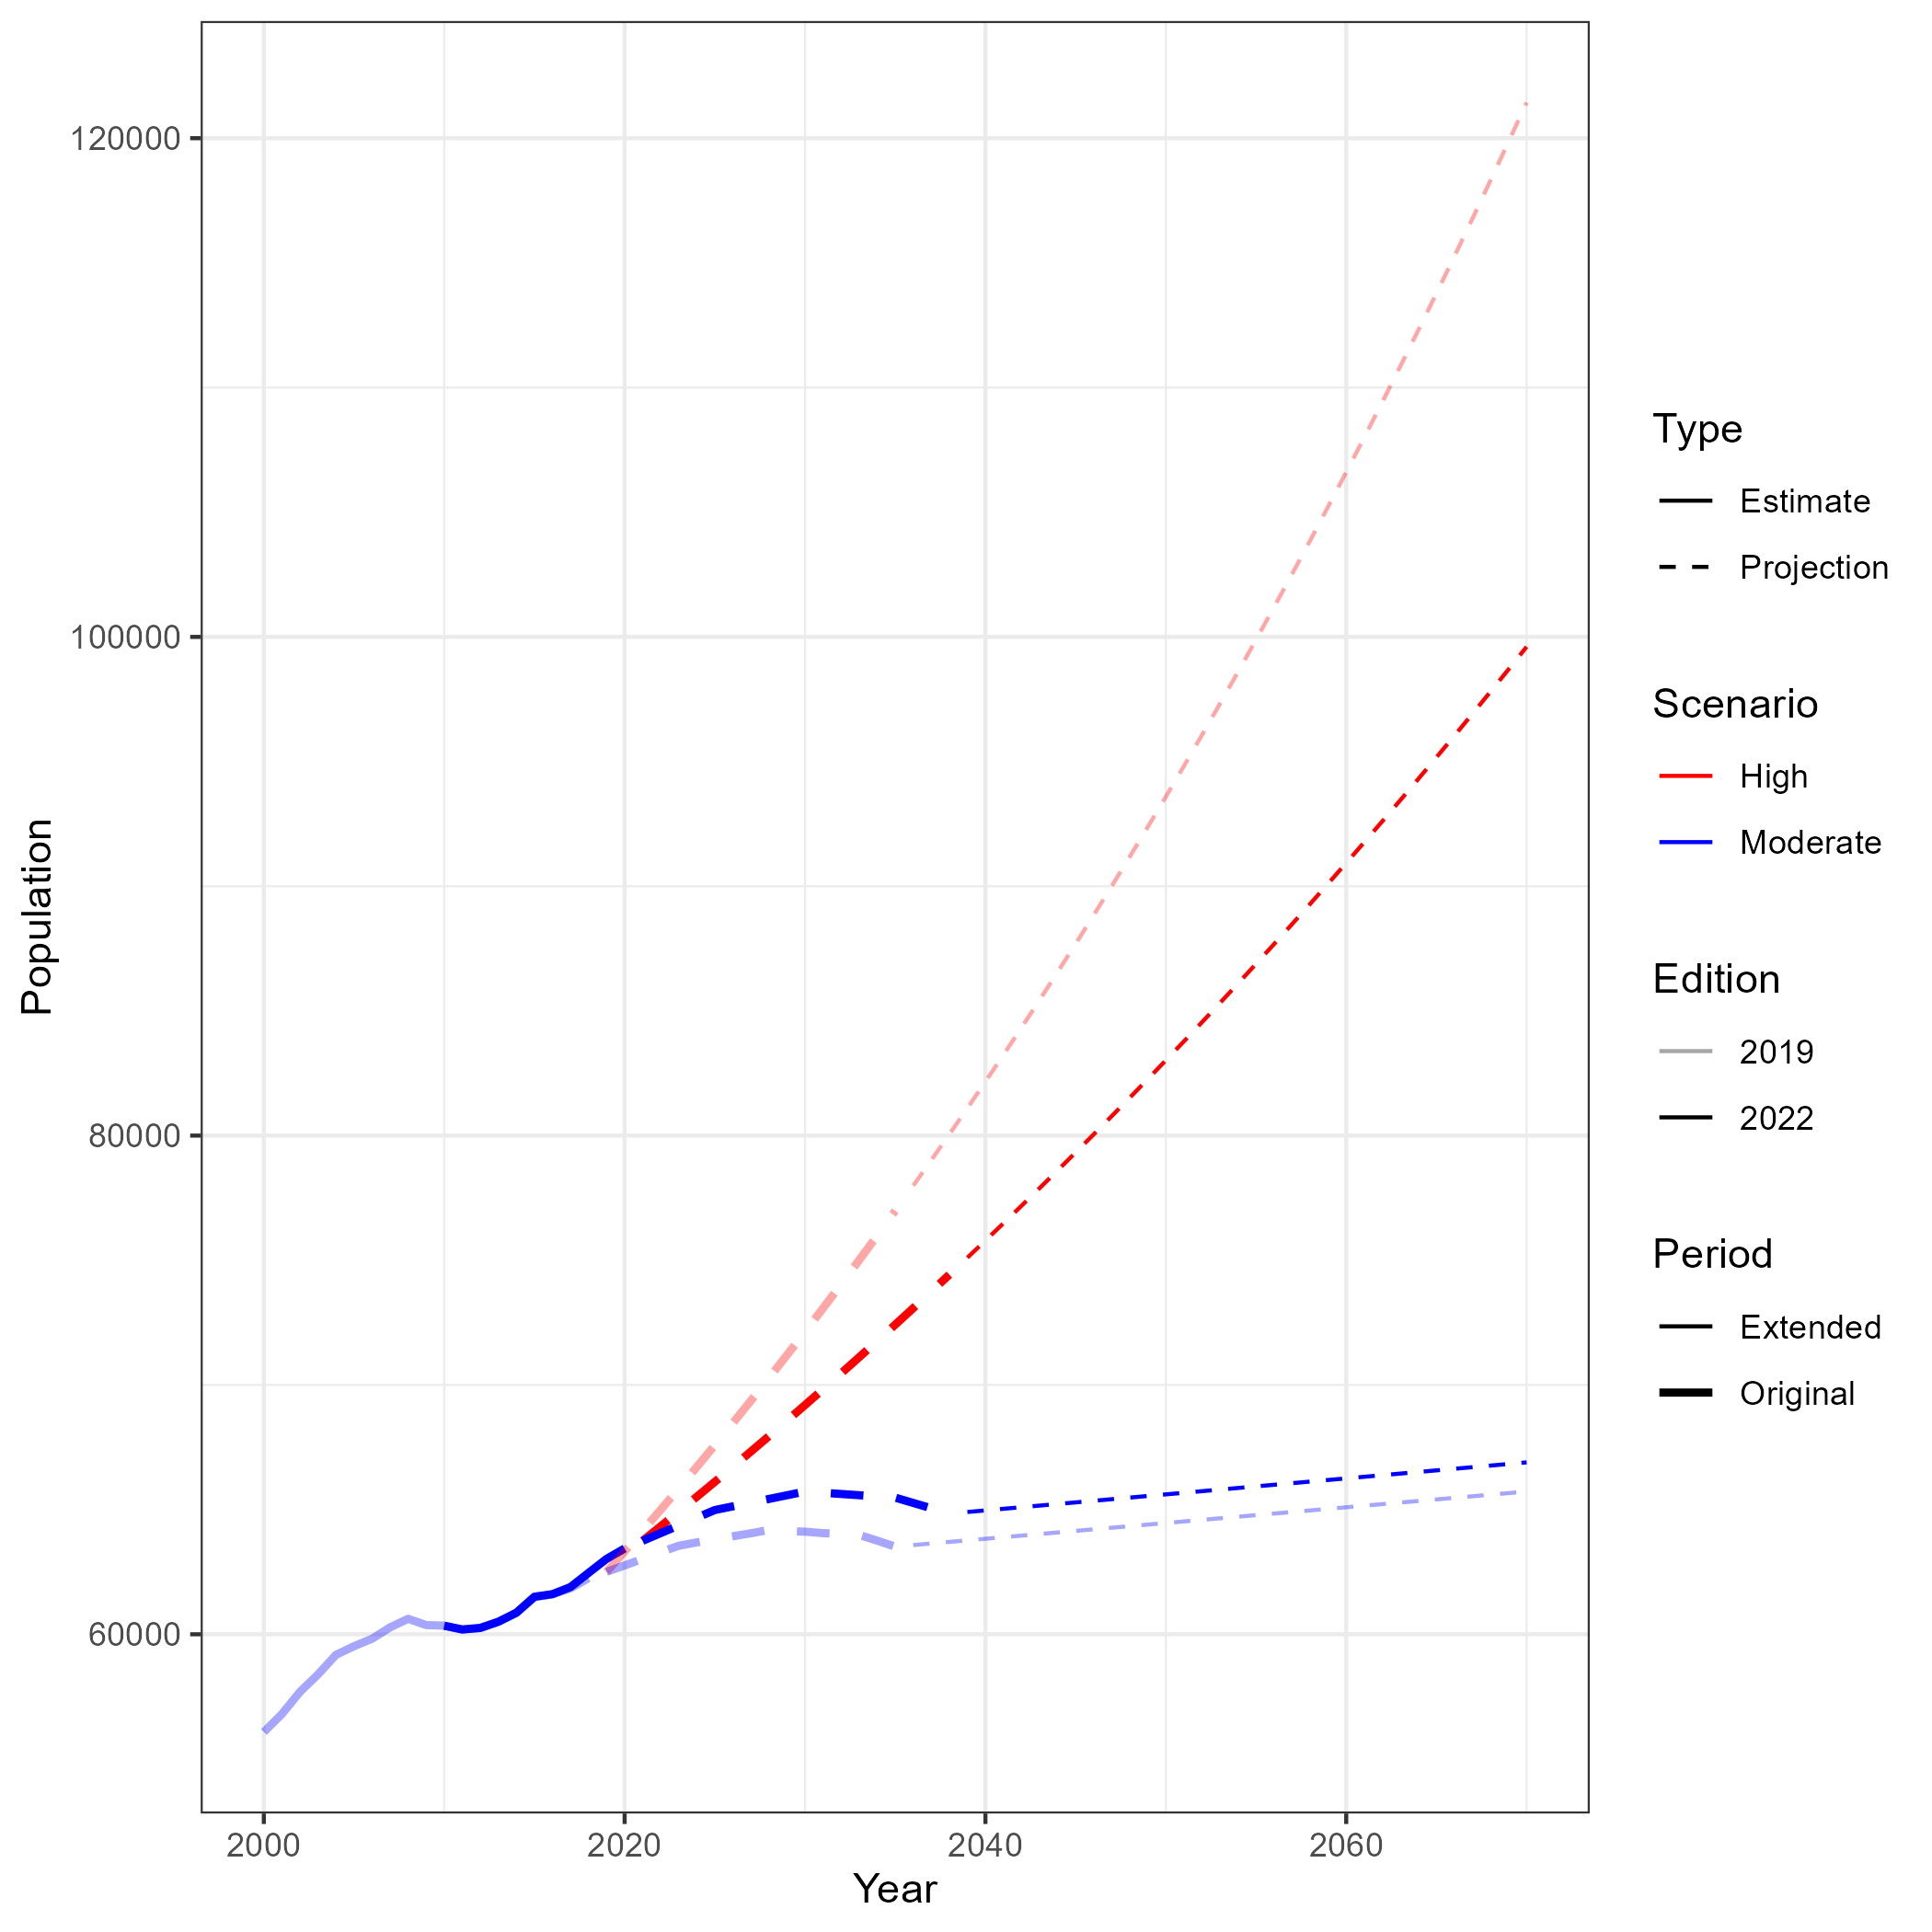 120000
100000
80000
60000
Population
2000
2020
2040
2060
Year
Type
Estimate
Projection
Scenario
High
Moderate
Edition
2019
2022
Period
Extended
Original